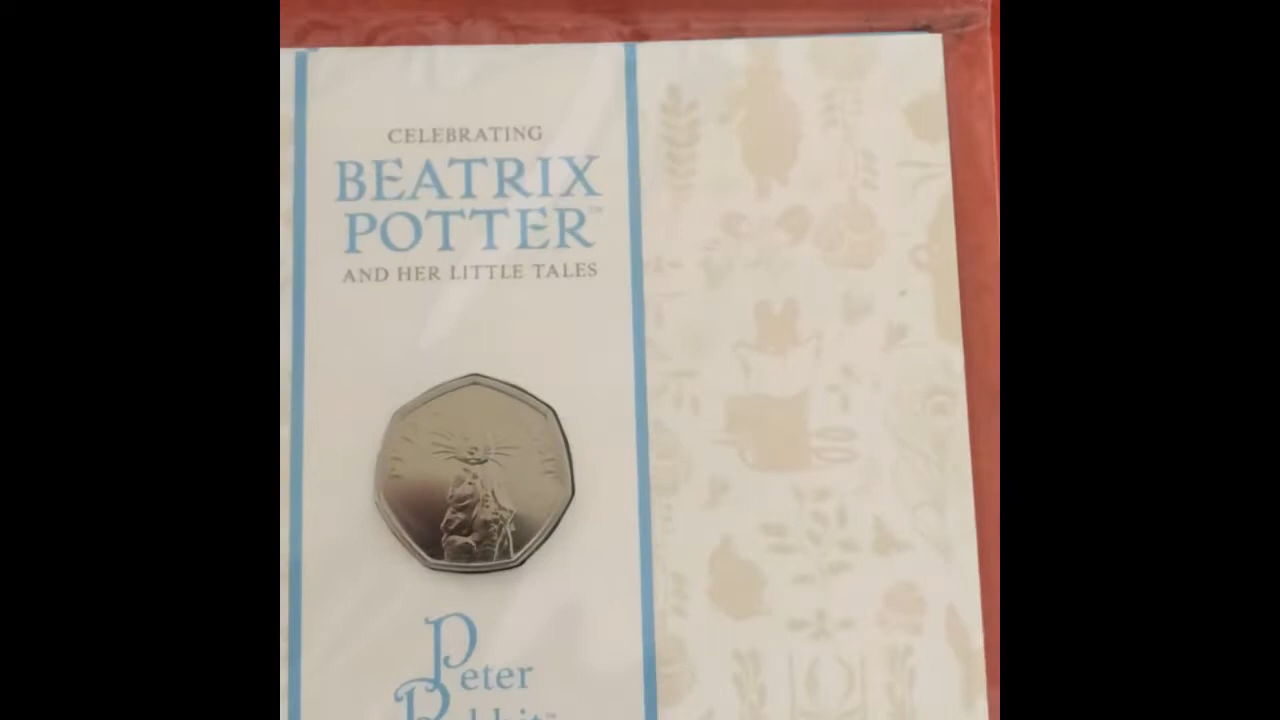 CELEBRATING
BEATRIX
POTTER™
AND HER LITTLE TALES
Peter